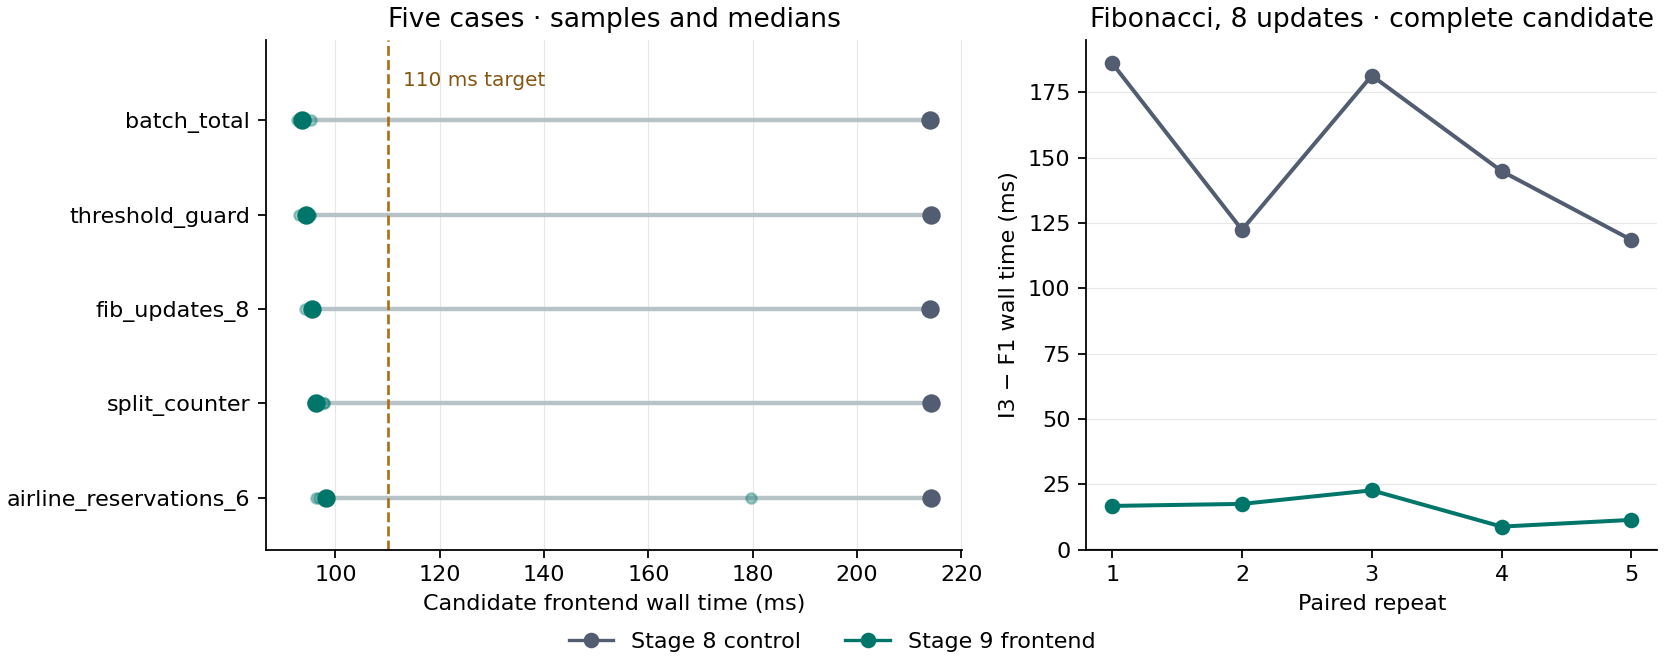 Five cases · samples and medians
110 ms target
batch_total
threshold_guard
fib_updates_8
split_counter
airline_reservations_6
100 120 140 160 180 200 220
Candidate frontend wall time (ms)
Fibonacci, 8 updates · complete candidate
I3 − F1 wall time (ms)
175
150
125
100
75
50
25
0
1 2 3 4 5
Paired repeat
Stage 8 control
Stage 9 frontend